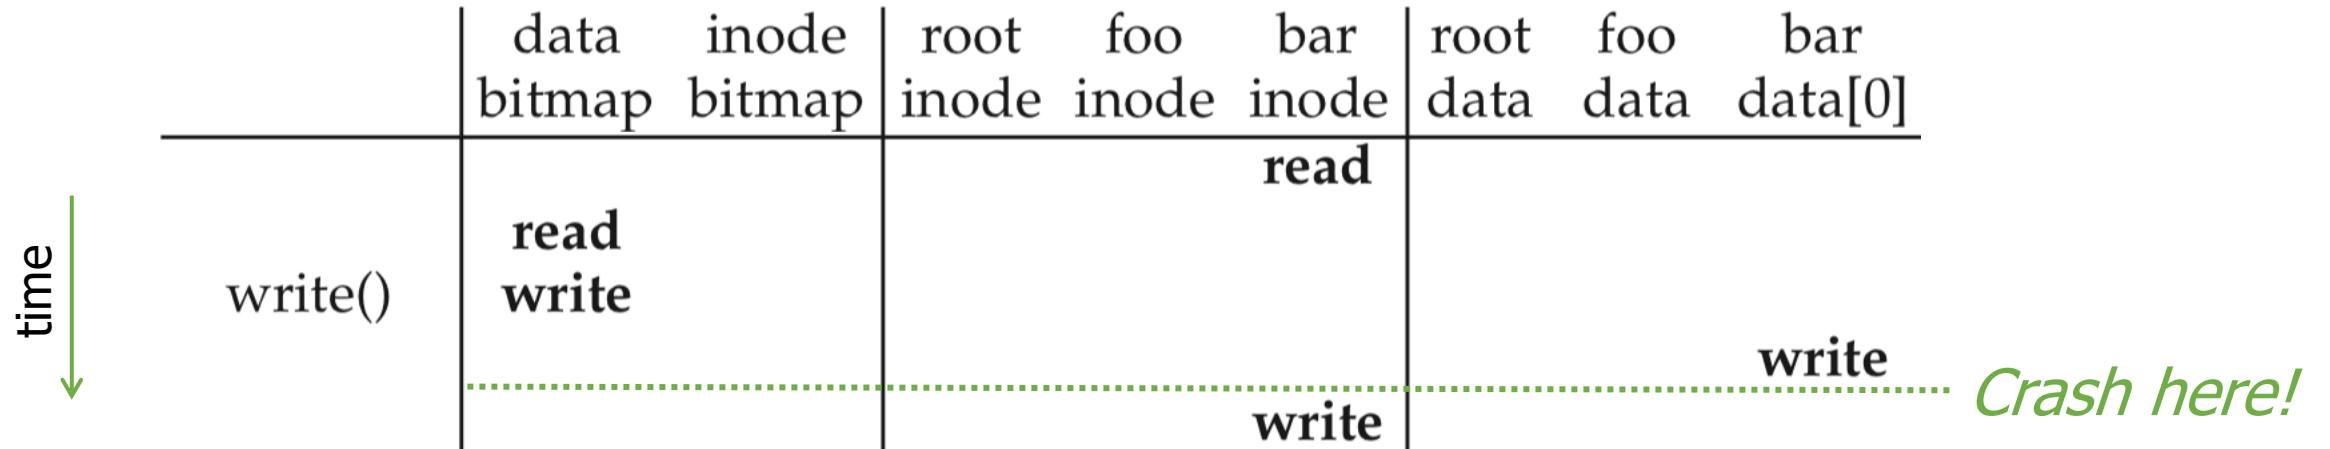 data inode root foo bar root foo bar
bitmap bitmap inode inode inode data data data[0]
read
read
time
write() write
write
Crash here!
write